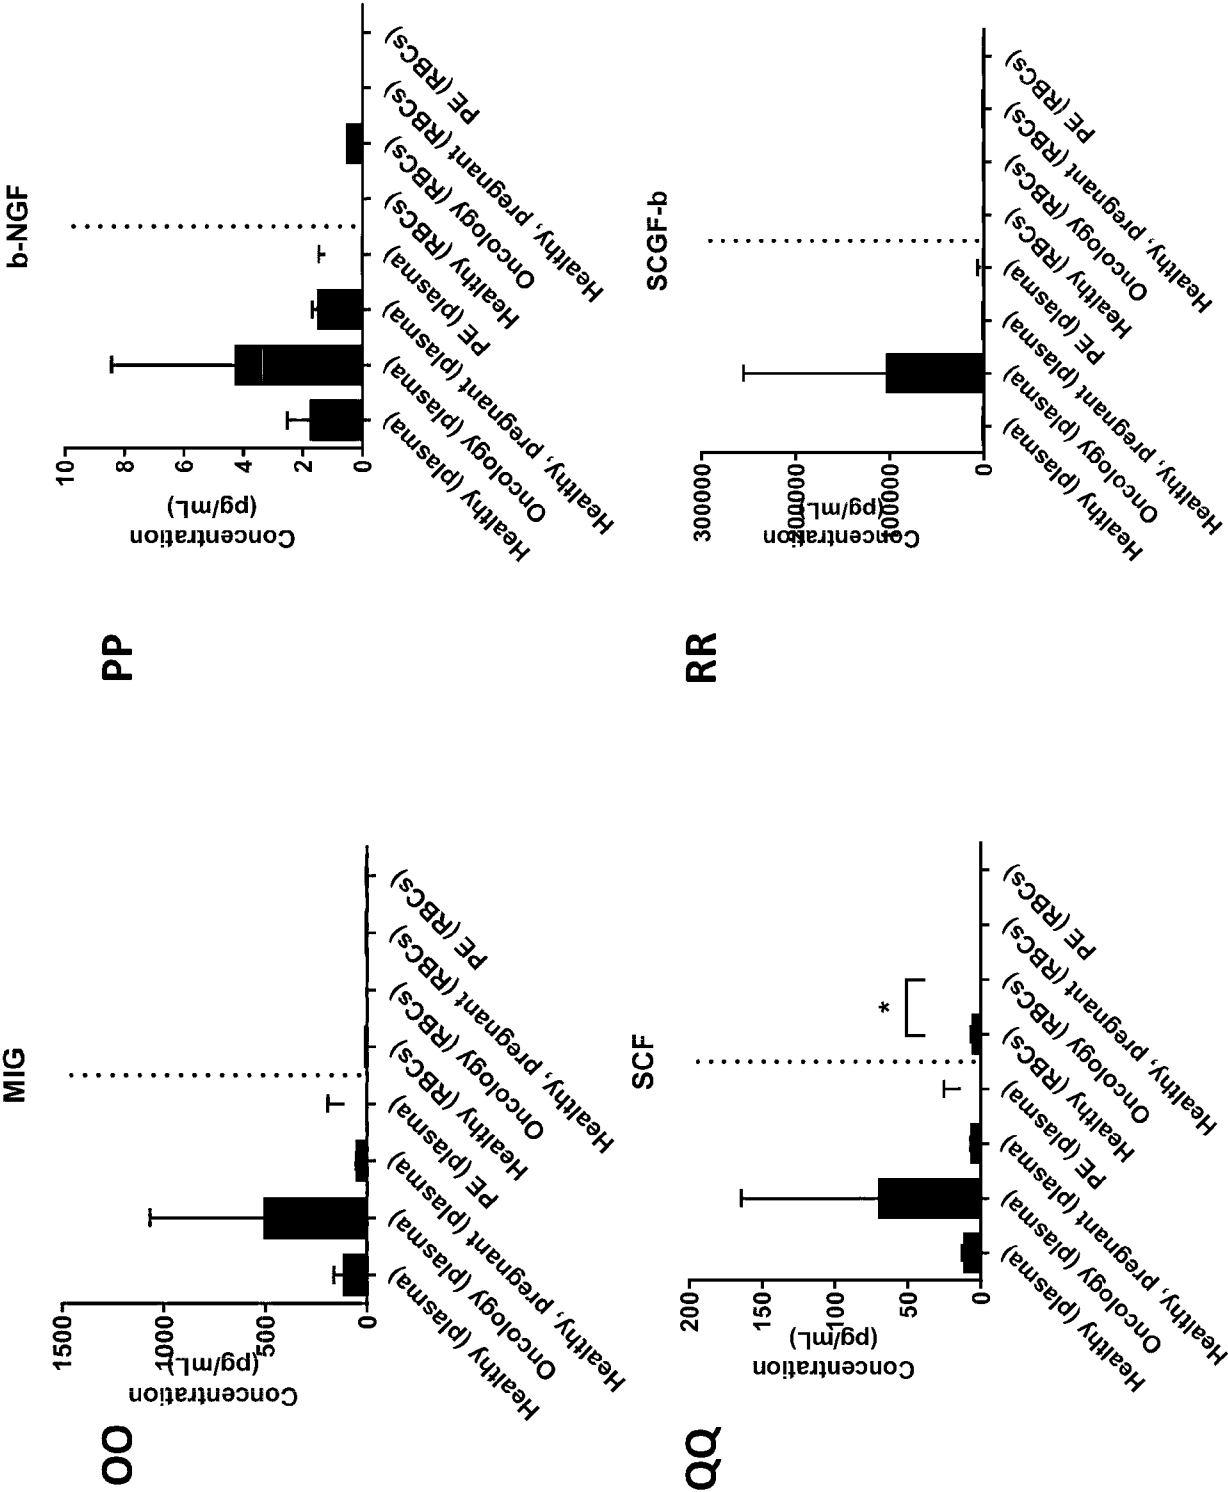 OO
MIG
Concentration
(pg/mL)
1500
1000
500
0
Healthy (plasma)
Oncology (plasma)
Healthy, pregnant (plasma)
PE (plasma)
Healthy (RBCs)
Oncology (RBCs)
Healthy, pregnant (RBCs)
PE (RBCs)
PP
b-NGF
Concentration
(pg/mL)
10
8
6
4
2
0
Healthy (plasma)
Oncology (plasma)
Healthy, pregnant (plasma)
PE (plasma)
Healthy (RBCs)
Oncology (RBCs)
Healthy, pregnant (RBCs)
PE (RBCs)
QQ
SCF
Concentration
(pg/mL)
200
150
100
50
0
*
Healthy (plasma)
Oncology (plasma)
Healthy, pregnant (plasma)
PE (plasma)
Healthy (RBCs)
Oncology (RBCs)
Healthy, pregnant (RBCs)
PE (RBCs)
RR
SCGF-b
Concentration
(pg/mL)
300000
200000
100000
0
Healthy (plasma)
Oncology (plasma)
Healthy, pregnant (plasma)
PE (plasma)
Healthy (RBCs)
Oncology (RBCs)
Healthy, pregnant (RBCs)
PE (RBCs)